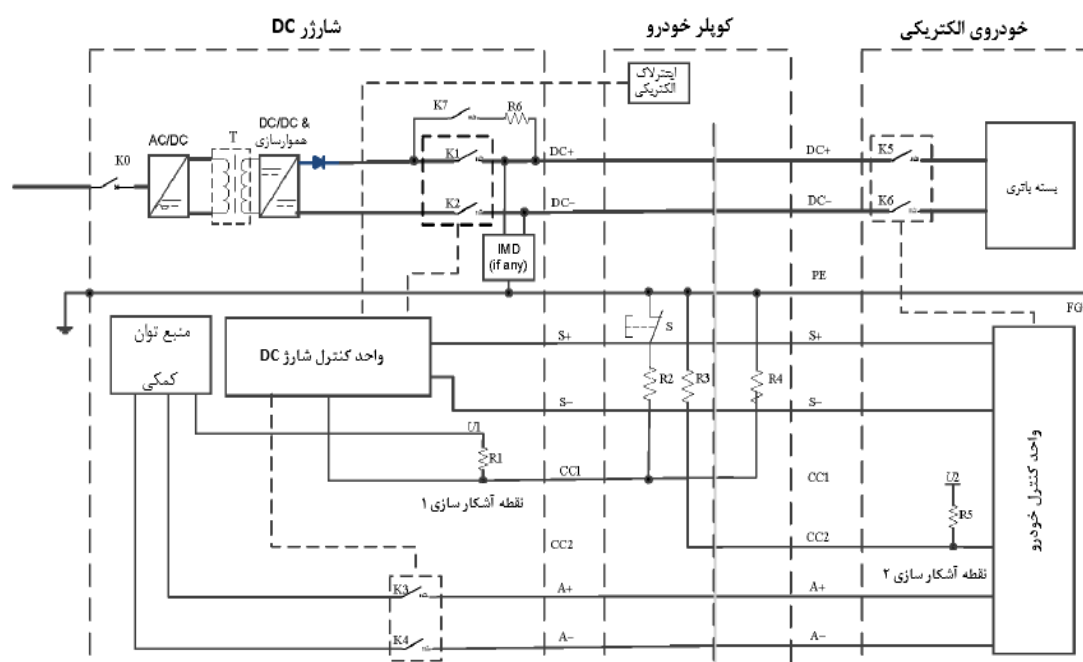 شارژر DC
کوپلر خودرو
خودروی الکتریکی
اینترلاک
الکتریکی
K7
R6
K0
AC/DC
T
DC/DC &
هموارسازی
K1
DC+
DC+
K5
K2
DC−
DC−
K6
بسته باتری
IMD
(if any)
PE
FG
منبع توان
کمکی
واحد کنترل شارژ DC
S
S+
S+
R2
R3
R4
S−
S−
U1
R1
CC1
CC1
نقطه آشکار سازی ۱
U2
R5
CC2
CC2
نقطه آشکار سازی ۲
واحد کنترل خودرو
K3
A+
A+
K4
A−
A−